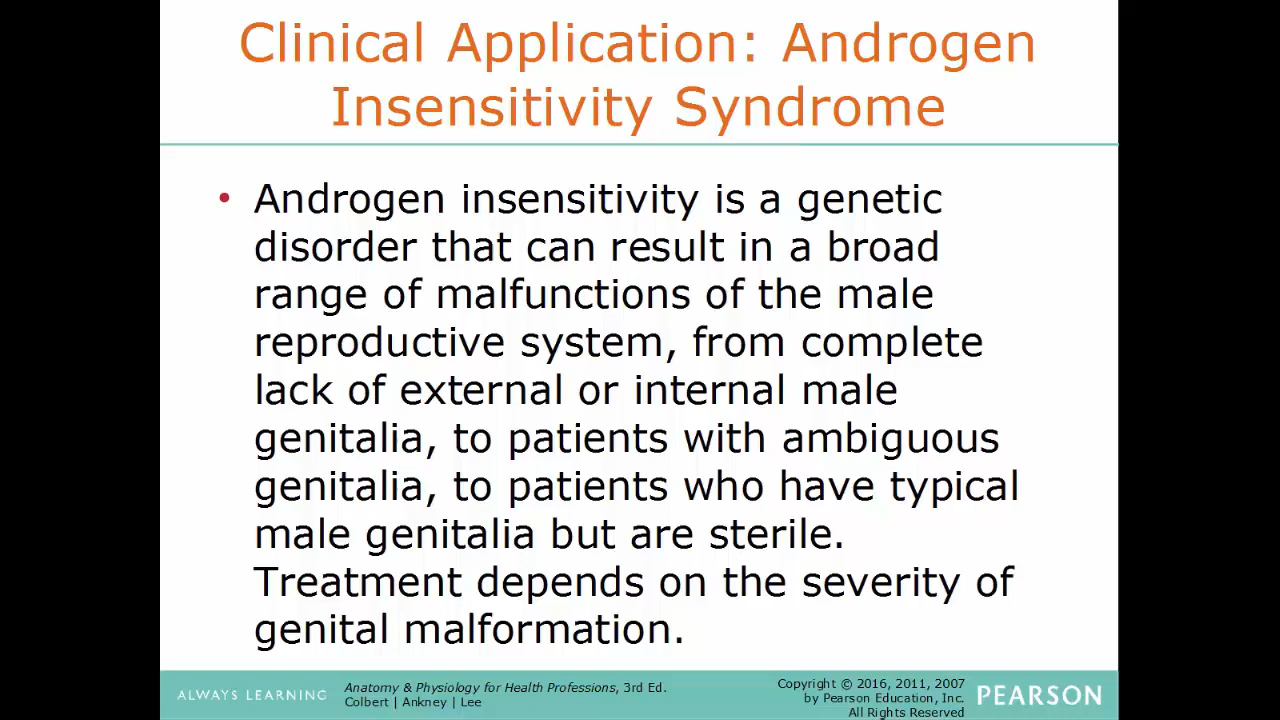 Clinical Application: Androgen
Insensitivity Syndrome
• Androgen insensitivity is a genetic
disorder that can result in a broad
range of malfunctions of the male
reproductive system, from complete
lack of external or internal male
genitalia, to patients with ambiguous
genitalia, to patients who have typical
male genitalia but are sterile.
Treatment depends on the severity of
genital malformation.
ALWAYS LEARNING
Anatomy & Physiology for Health Professions, 3rd Ed.
Colbert | Ankney | Lee
Copyright © 2016, 2011, 2007
by Pearson Education, Inc.
All Rights Reserved
PEARSON